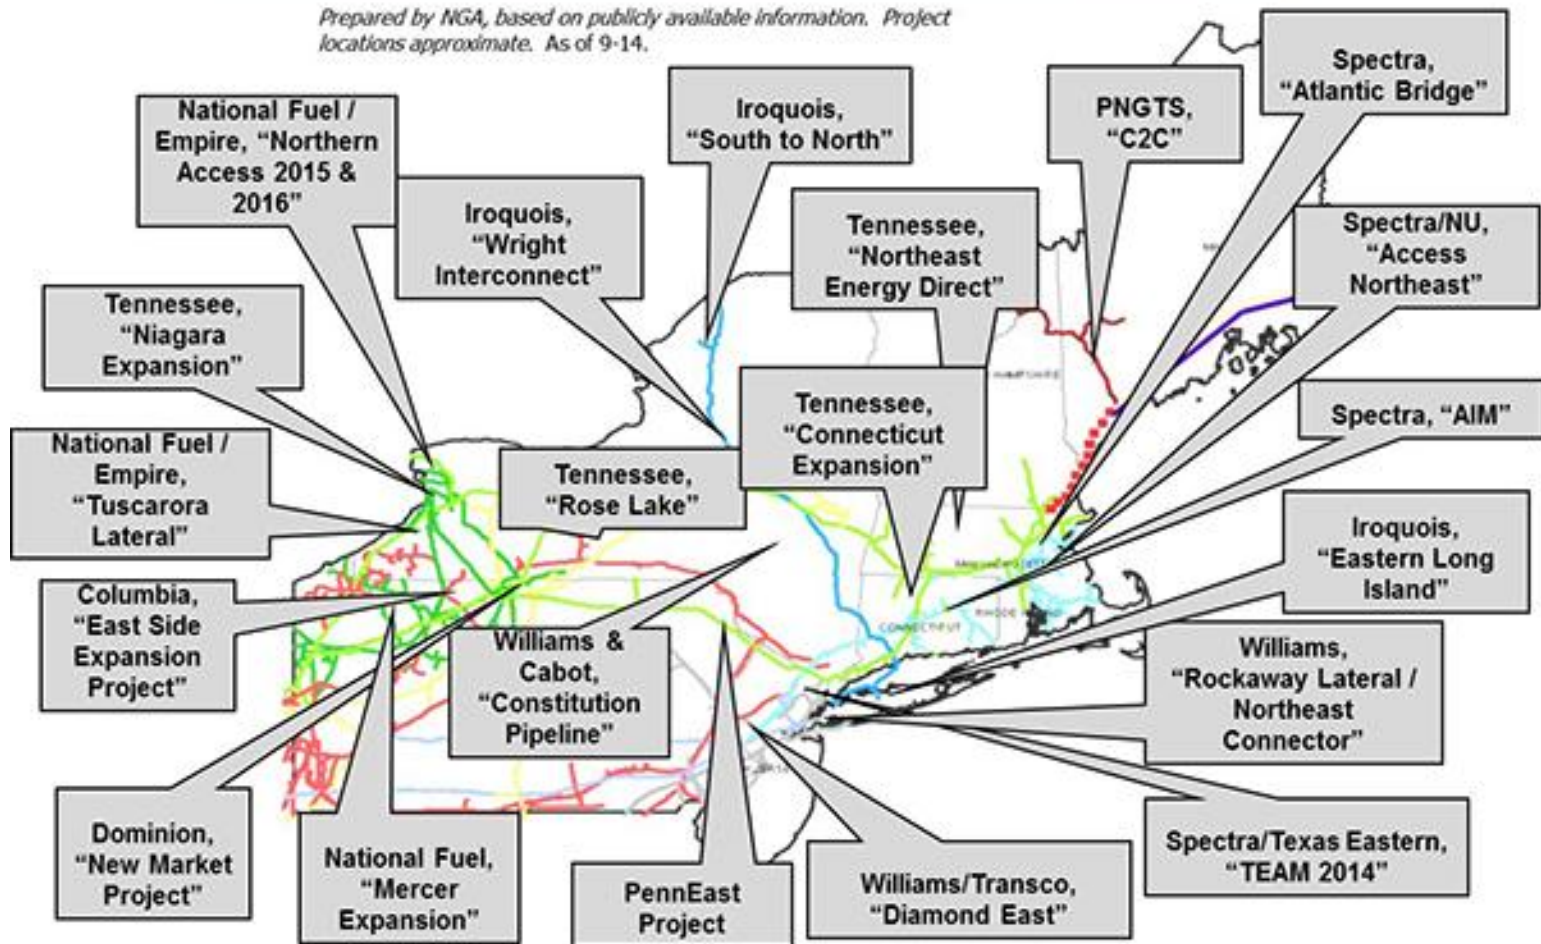 Prepared by NGA, based on publicly available information. Project
locations approximate. As of 9-14.
National Fuel /
Empire, “Northern
Access 2015 &
2016”
Iroquois,
“South to North”
PNGTS,
“C2C”
Spectra,
“Atlantic Bridge”
Iroquois,
“Wright
Interconnect”
Tennessee,
“Northeast
Energy Direct”
Spectra/NU,
“Access
Northeast”
Tennessee,
“Niagara
Expansion”
Tennessee,
“Connecticut
Expansion”
Spectra, “AIM”
National Fuel /
Empire,
“Tuscarora
Lateral”
Tennessee,
“Rose Lake”
Iroquois,
“Eastern Long
Island”
Columbia,
“East Side
Expansion
Project”
Williams &
Cabot,
“Constitution
Pipeline”
CONNECTICUT
RHODE
Williams,
“Rockaway Lateral /
Northeast
Connector”
Dominion,
“New Market
Project”
National Fuel,
“Mercer
Expansion”
PennEast
Project
Williams/Transco,
“Diamond East”
Spectra/Texas Eastern,
“TEAM 2014”